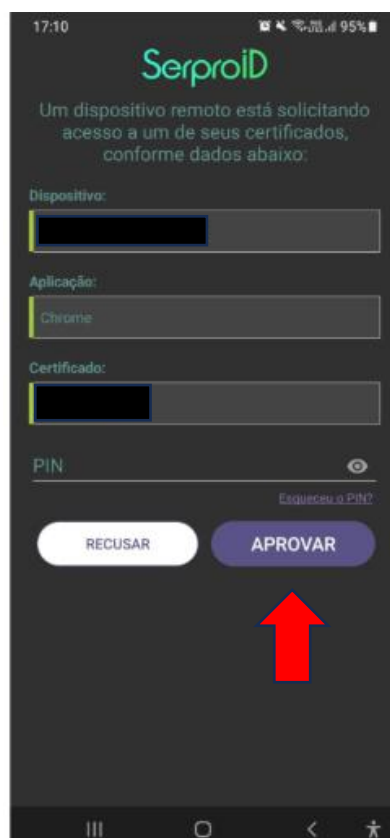 17:10 95%
SerproID
Um dispositivo remoto está solicitando
acesso a um de seus certificados,
conforme dados abaixo:
Dispositivo:
Aplicação:
Chrome
Certificado:
PIN
Esqueceu o PIN?
RECUSAR APROVAR